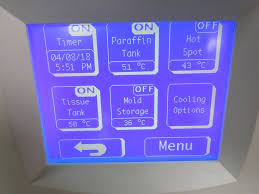 ON
Timer
04/08/18
5:51 PM
ON
Paraffin
Tank
51 °C
OFF
Hot
Spot
43 °C
ON
Tissue
Tank
50 °C
OFF
Mold
Storage
36 °C
Cooling
Options
Menu